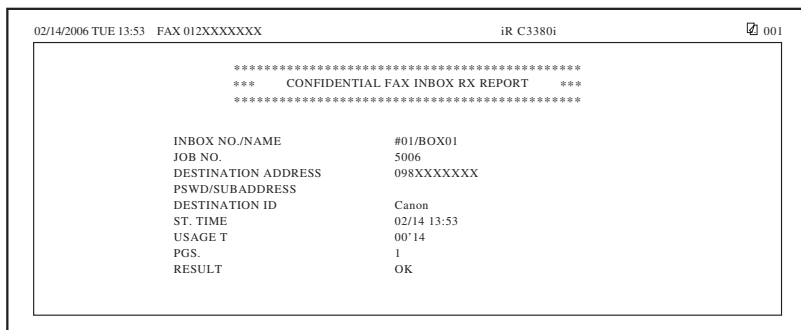 02/14/2006 TUE 13:53 FAX 012XXXXXXX iR C3380i 001
***********************************************
*** CONFIDENTIAL FAX INBOX RX REPORT ***
***********************************************
INBOX NO./NAME #01/BOX01
JOB NO. 5006
DESTINATION ADDRESS 098XXXXXXX
PSWD/SUBADDRESS
DESTINATION ID Canon
ST. TIME 02/14 13:53
USAGE T 00'14
PGS. 1
RESULT OK